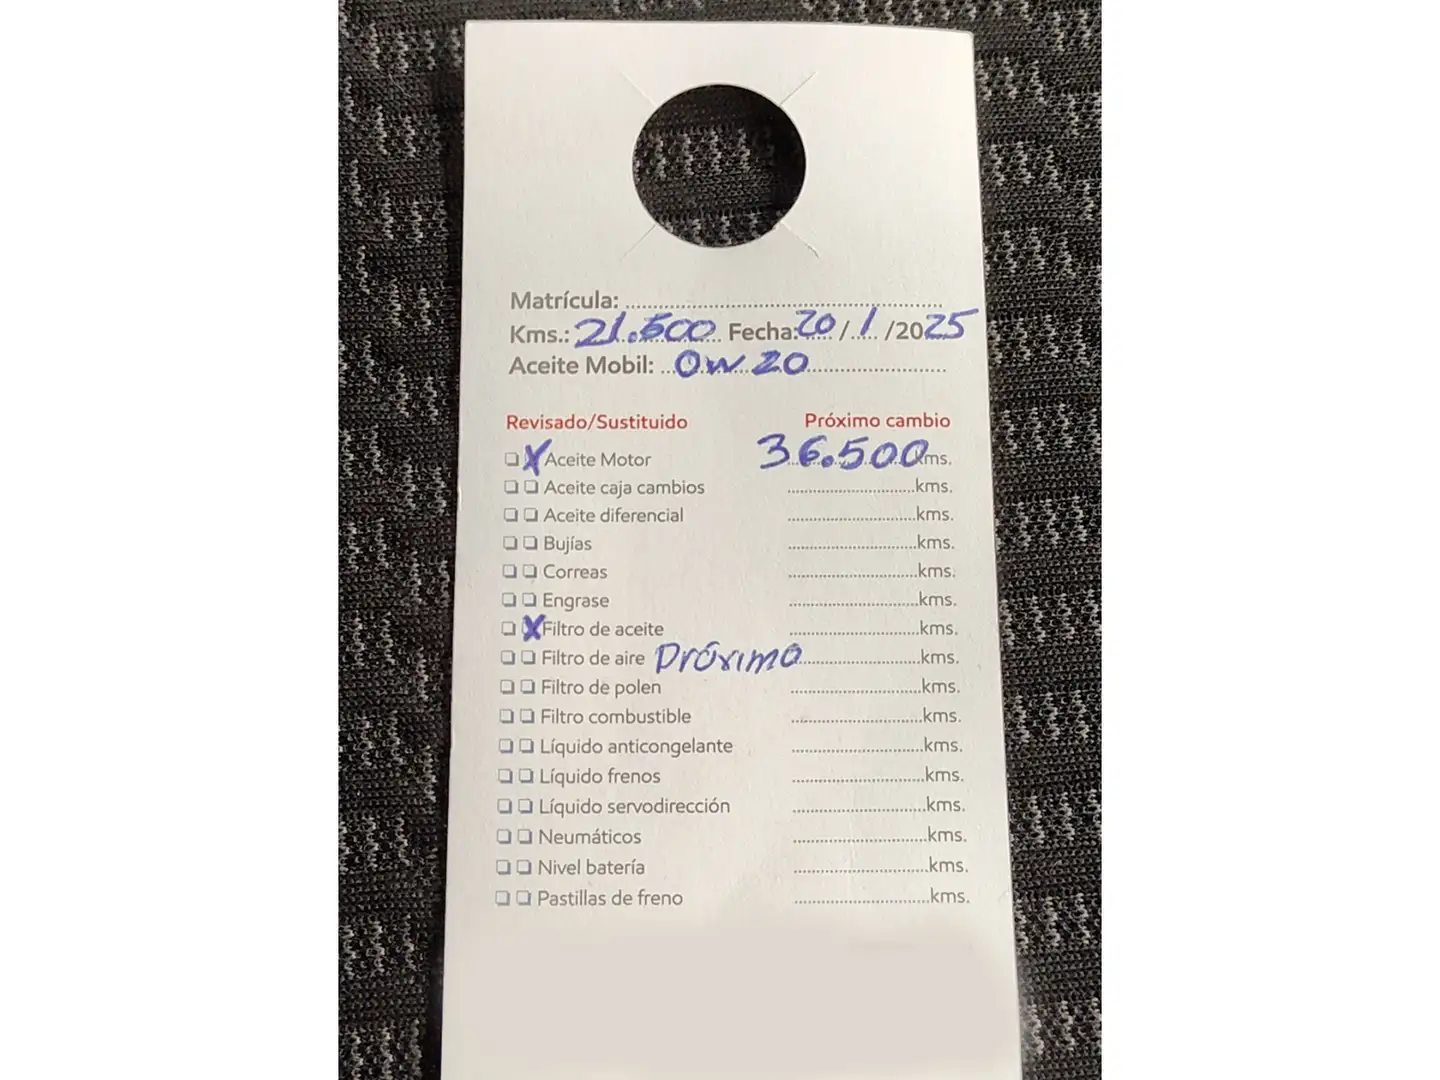 Matrícula: ........................................................
Kms.: 21.500 Fecha: 20/1/2025
Aceite Mobil: 0w20
Revisado/Sustituido Próximo cambio
☐ X Aceite Motor 36.500 kms.
☐ ☐ Aceite caja cambios ..............................kms.
☐ ☐ Aceite diferencial ..............................kms.
☐ ☐ Bujías ..............................kms.
☐ ☐ Correas ..............................kms.
☐ ☐ Engrase ..............................kms.
☐ X Filtro de aceite ..............................kms.
☐ ☐ Filtro de aire Próximo ..............................kms.
☐ ☐ Filtro de polen ..............................kms.
☐ ☐ Filtro combustible ..............................kms.
☐ ☐ Líquido anticongelante ..............................kms.
☐ ☐ Líquido frenos ..............................kms.
☐ ☐ Líquido servodirección ..............................kms.
☐ ☐ Neumáticos ..............................kms.
☐ ☐ Nivel batería ..............................kms.
☐ ☐ Pastillas de freno ..............................kms.